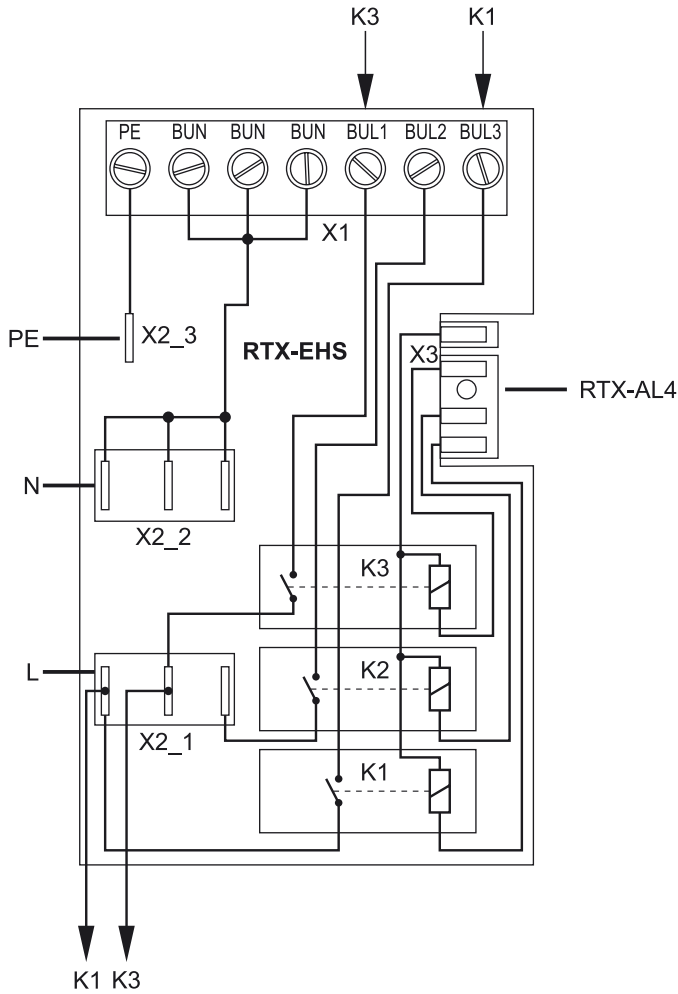 K3 K1
PE BUN BUN BUN BUL1 BUL2 BUL3
X1
PE X2_3
RTX-EHS
X3
RTX-AL4
N
X2_2
K3
L
K2
X2_1
K1
K1 K3